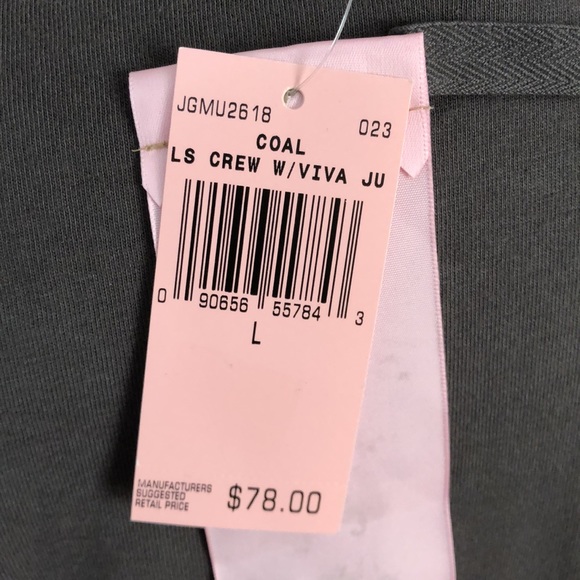 JGMU2618 023
COAL
LS CREW W/VIVA JU
0 90656 55784 3
L
MANUFACTURERS
SUGGESTED
RETAIL PRICE
$78.00